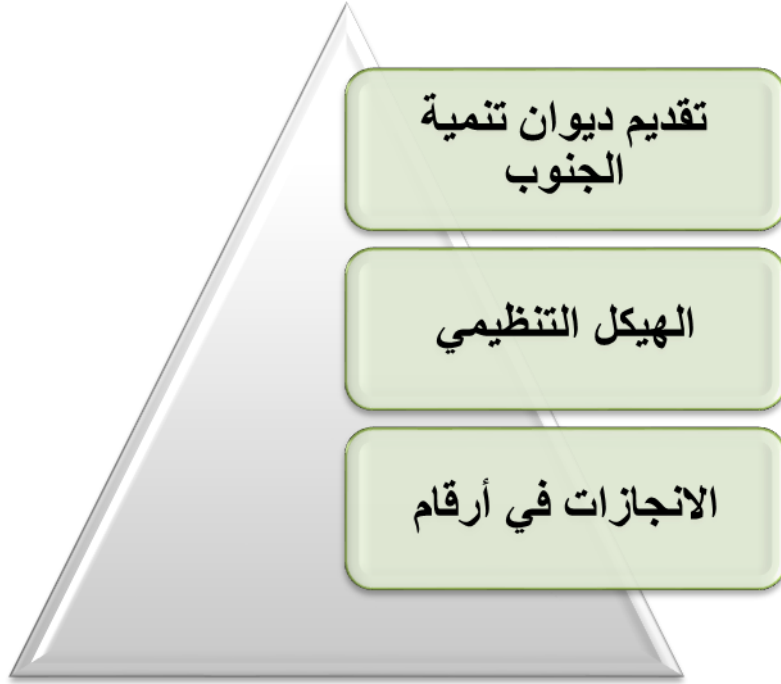 تقديم ديوان تنمية
الجنوب
الهيكل التنظيمي
الانجازات في أرقام